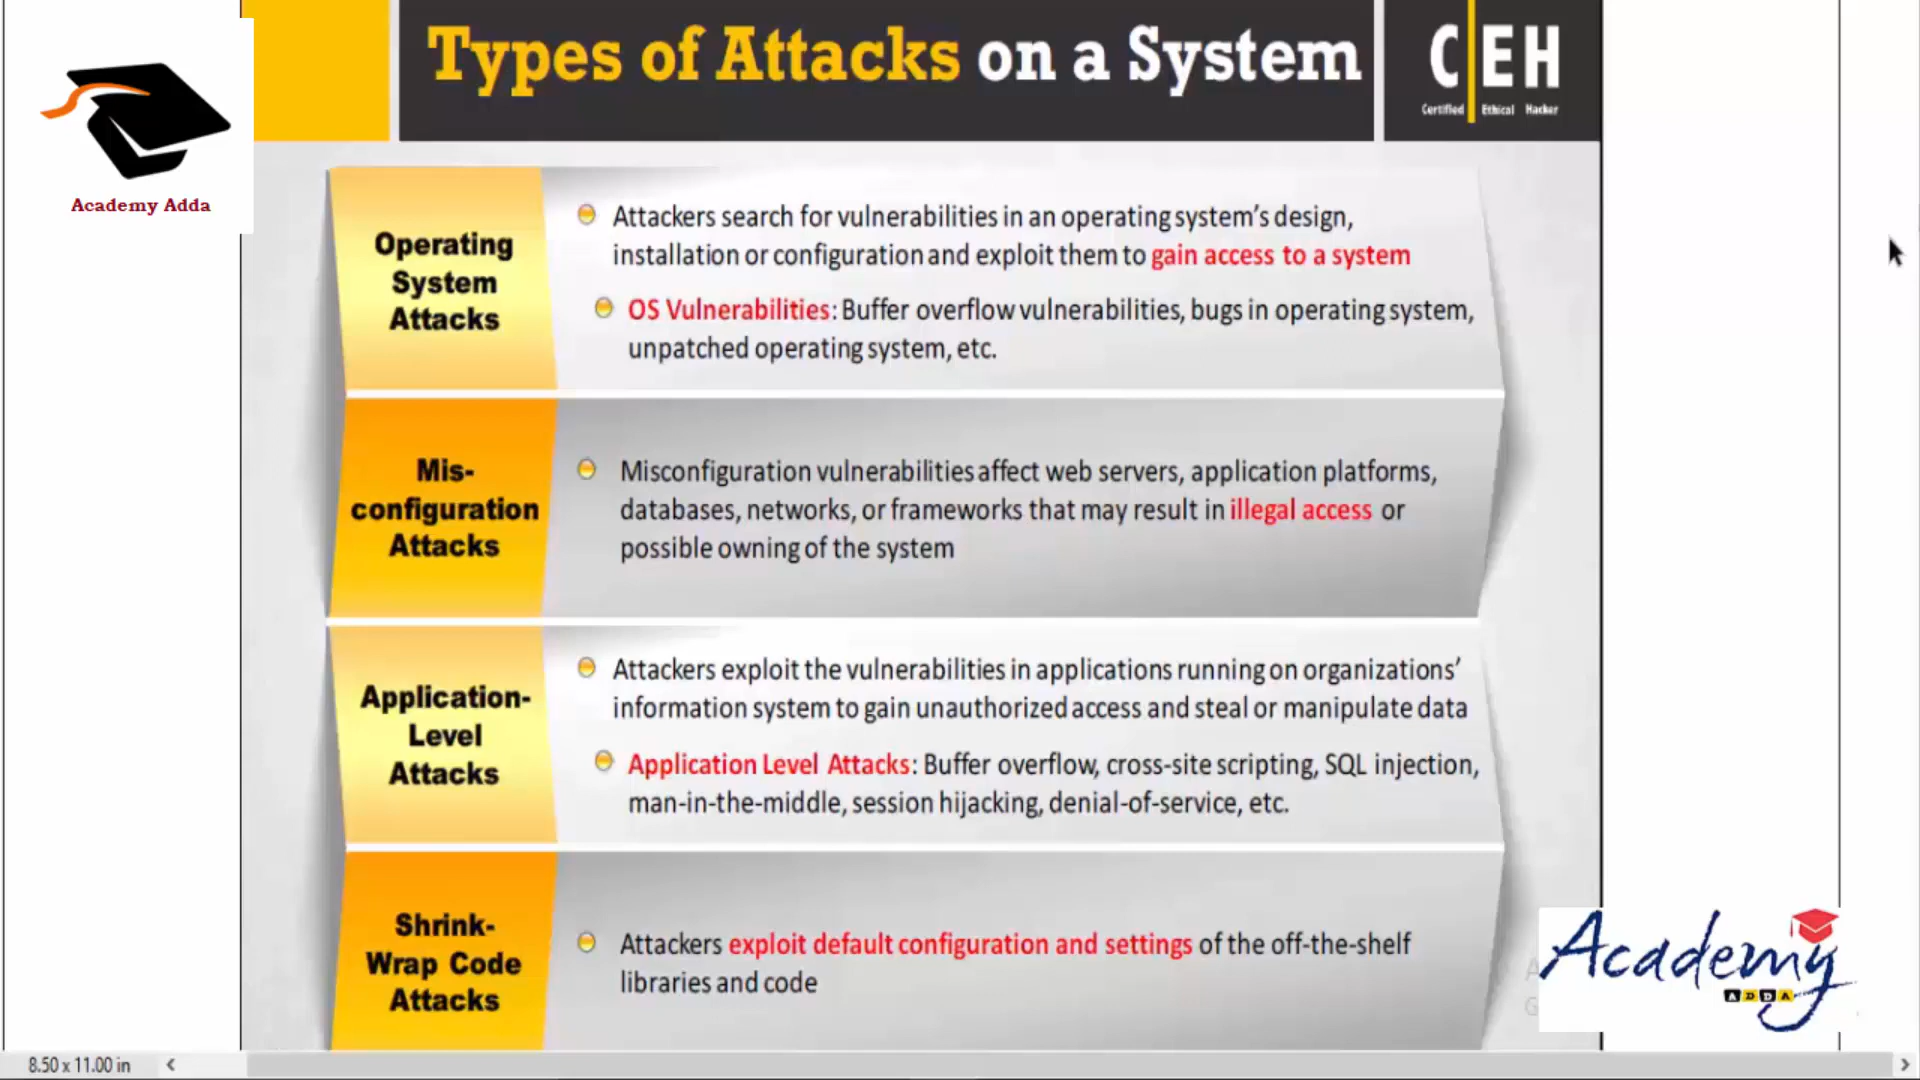 Types of Attacks on a System
CEH
Certified Ethical Hacker
Academy Adda
Operating
System
Attacks
Attackers search for vulnerabilities in an operating system's design,
installation or configuration and exploit them to gain access to a system
OS Vulnerabilities: Buffer overflow vulnerabilities, bugs in operating system,
unpatched operating system, etc.
Mis-
configuration
Attacks
Misconfiguration vulnerabilities affect web servers, application platforms,
databases, networks, or frameworks that may result in illegal access or
possible owning of the system
Application-
Level
Attacks
Attackers exploit the vulnerabilities in applications running on organizations'
information system to gain unauthorized access and steal or manipulate data
Application Level Attacks: Buffer overflow, cross-site scripting, SQL injection,
man-in-the-middle, session hijacking, denial-of-service, etc.
Shrink-
Wrap Code
Attacks
Attackers exploit default configuration and settings of the off-the-shelf
libraries and code
Academy
ADDA
8.50 x 11.00 in